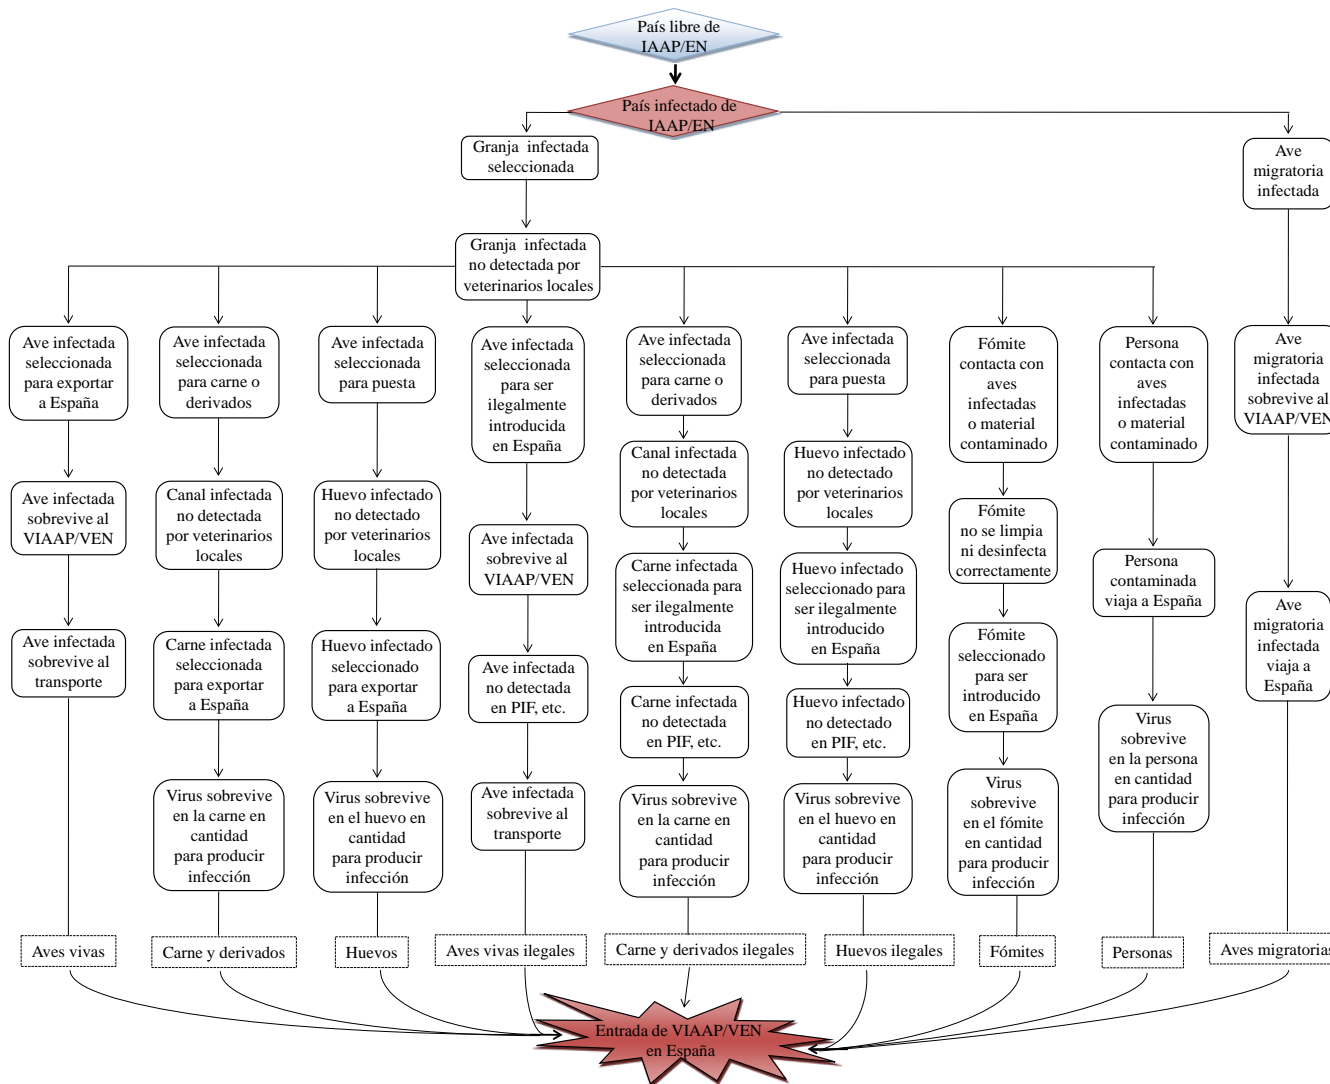 País libre de
IAAP/EN
País infectado de
IAAP/EN
Granja infectada
seleccionada
Ave
migratoria
infectada
Granja infectada
no detectada por
veterinarios locales
Ave infectada
seleccionada
para exportar
a España
Ave infectada
seleccionada
para carne o
derivados
Ave infectada
seleccionada
para puesta
Ave infectada
seleccionada
para ser
ilegalmente
introducida
en España
Ave infectada
seleccionada
para carne o
derivados
Ave infectada
seleccionada
para puesta
Fómite
contacta con
aves
infectadas
o material
contaminado
Persona
contacta con
aves
infectadas
o material
contaminado
Ave
migratoria
infectada
sobrevive al
VIAAP/VEN
Ave infectada
sobrevive al
VIAAP/VEN
Canal infectada
no detectada
por veterinarios
locales
Huevo infectado
no detectado
por veterinarios
locales
Ave infectada
sobrevive al
VIAAP/VEN
Canal infectada
no detectada
por veterinarios
locales
Huevo infectado
no detectado
por veterinarios
locales
Fómite
no se limpia
ni desinfecta
correctamente
Persona
contaminada
viaja a España
Ave
migratoria
infectada
viaja a
España
Ave infectada
sobrevive al
transporte
Carne infectada
seleccionada
para exportar
a España
Huevo infectado
seleccionado
para exportar
a España
Ave infectada
no detectada
en PIF, etc.
Carne infectada
seleccionada para
ser ilegalmente
introducida
en España
Huevo infectado
seleccionado para
ser ilegalmente
introducido
en España
Fómite
seleccionado
para ser
introducido
en España
Carne infectada
no detectada
en PIF, etc.
Huevo infectado
no detectado
en PIF, etc.
Virus
sobrevive
en la persona
en cantidad
para producir
infección
Virus sobrevive
en la carne en
cantidad
para producir
infección
Virus sobrevive
en el huevo en
cantidad
para producir
infección
Ave infectada
sobrevive al
transporte
Virus sobrevive
en la carne en
cantidad
para producir
infección
Virus sobrevive
en el huevo en
cantidad
para producir
infección
Virus
sobrevive
en el fómite
en cantidad
para producir
infección
Aves vivas
Carne y derivados
Huevos
Aves vivas ilegales
Carne y derivados ilegales
Huevos ilegales
Fómites
Personas
Aves migratorias
Entrada de VIAAP/VEN
en España